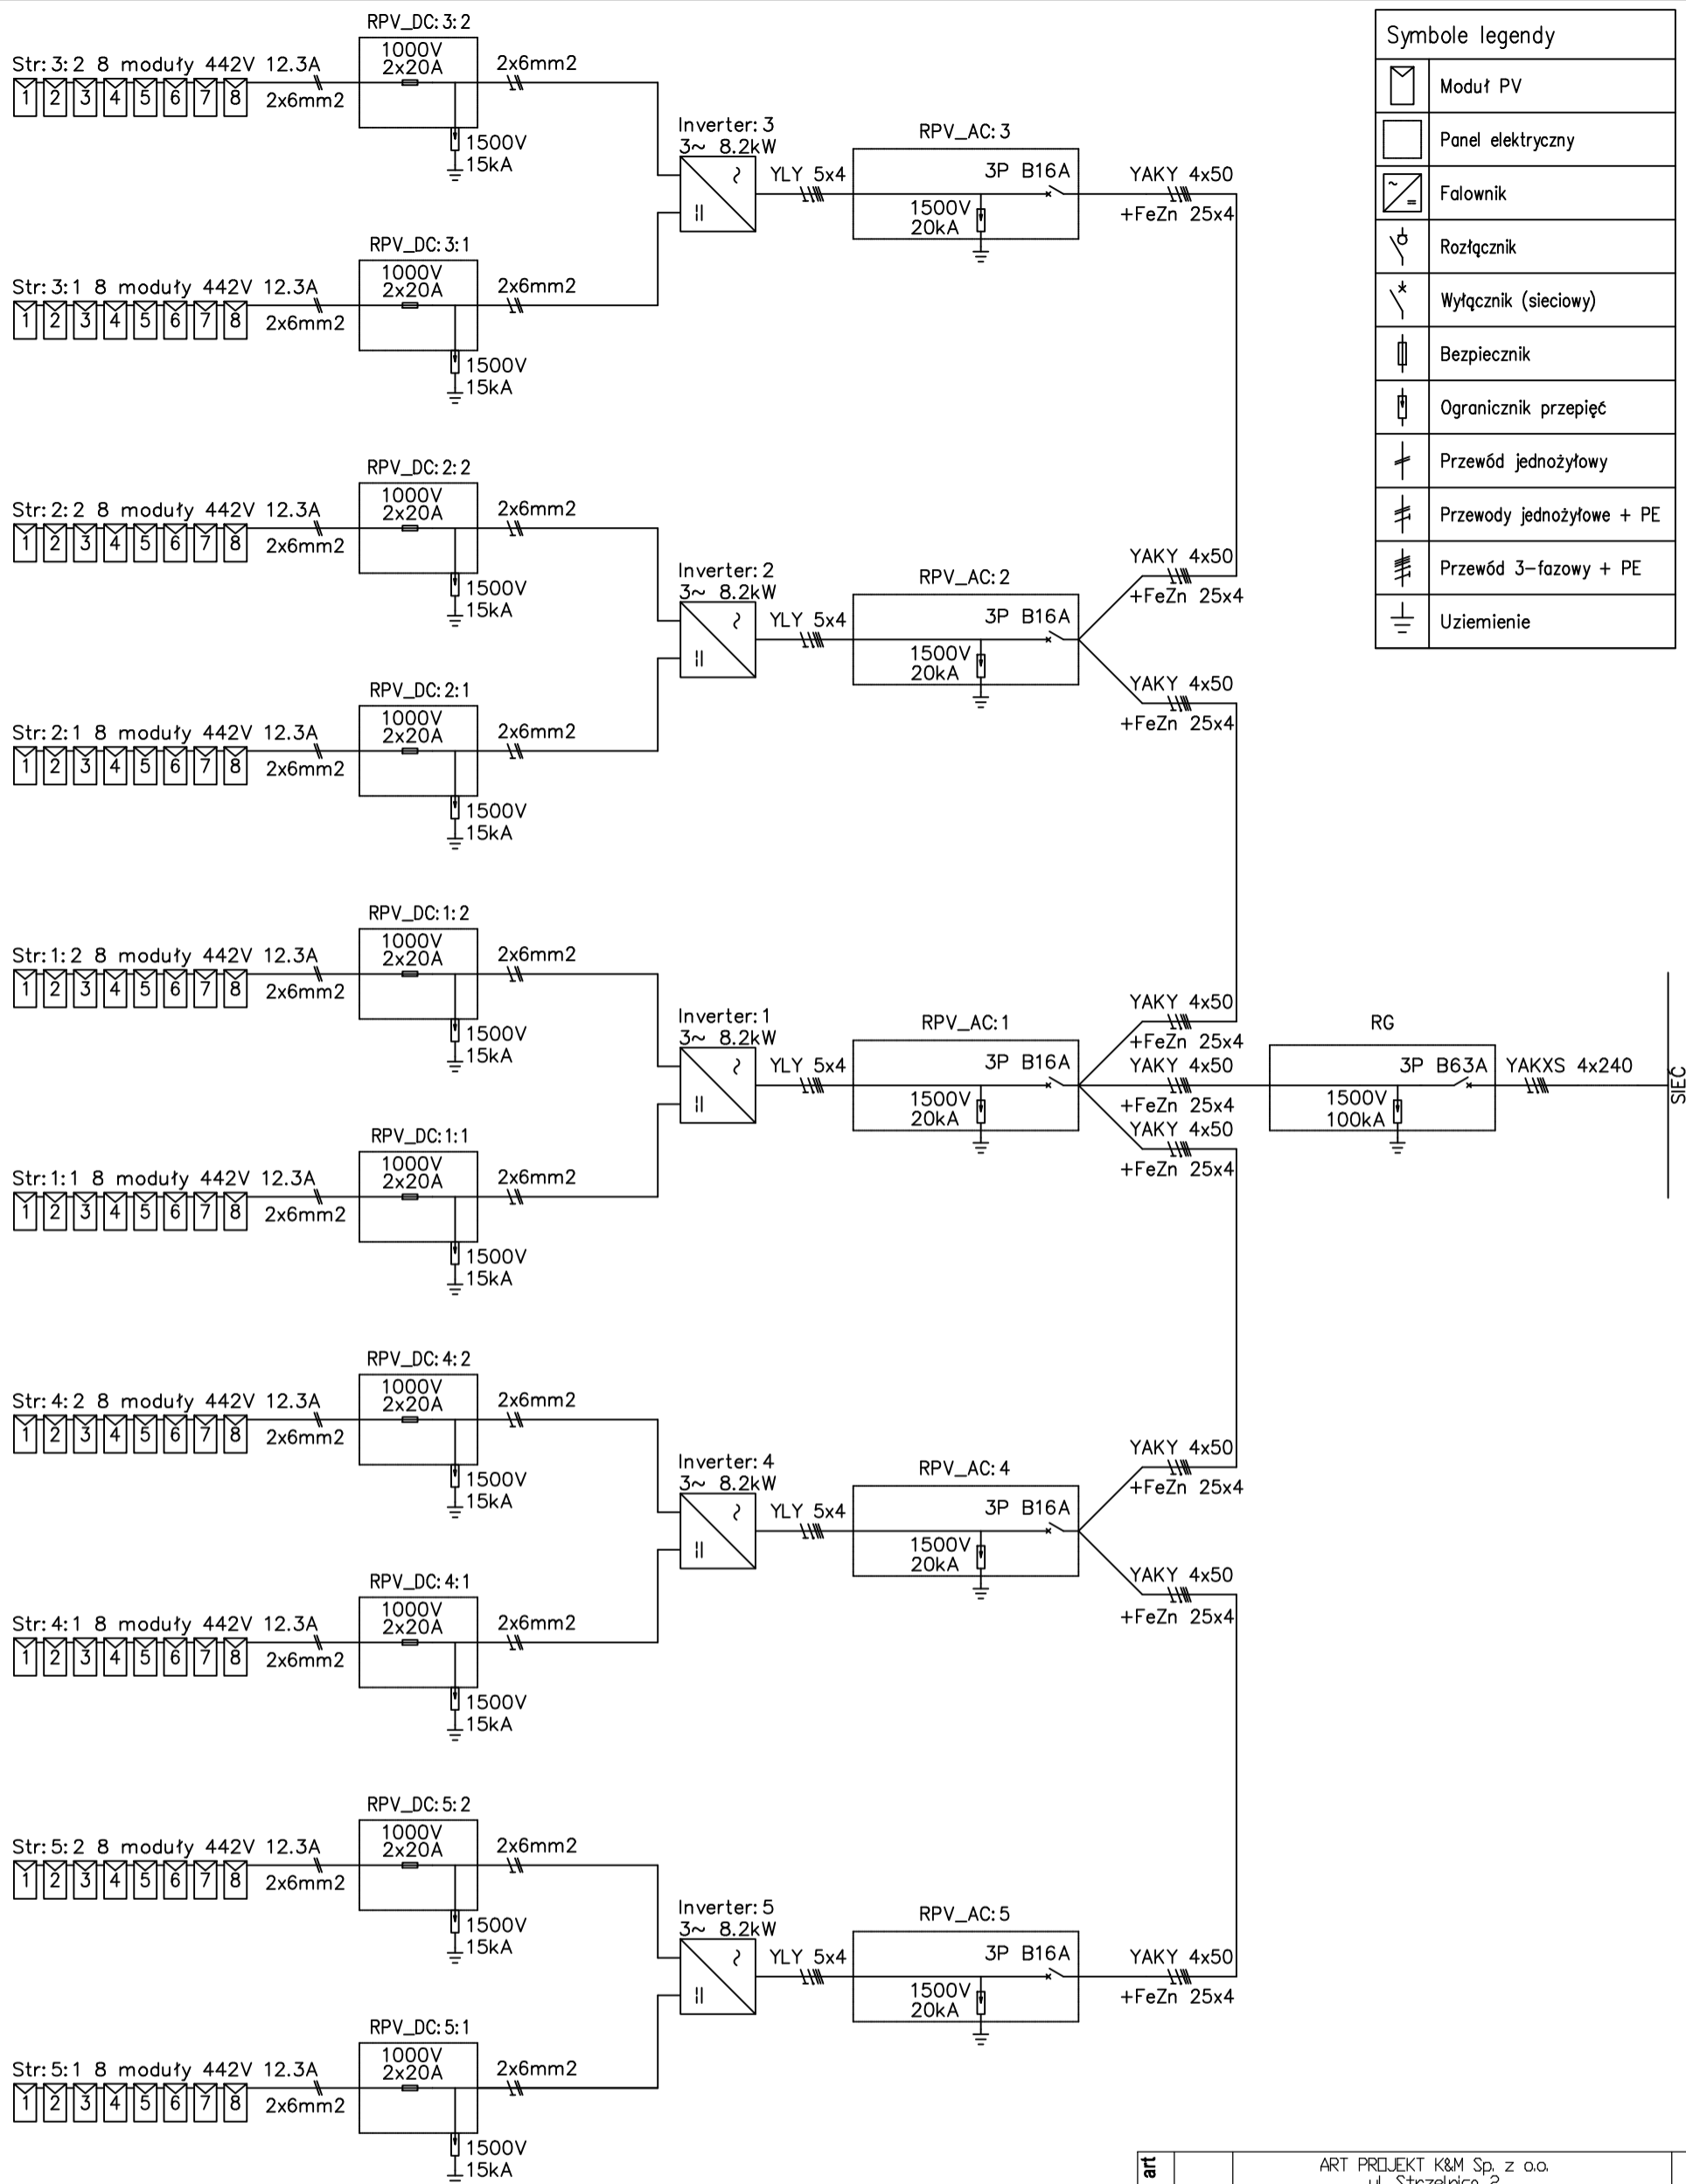 RPV_DC:3:2
1000V
2x20A
Str:3:2 8 moduły 442V 12.3A
2x6mm2
2x6mm2
1 2 3 4 5 6 7 8
1500V
15kA
RPV_DC:3:1
1000V
2x20A
Str:3:1 8 moduły 442V 12.3A
2x6mm2
2x6mm2
1 2 3 4 5 6 7 8
1500V
15kA
Inverter:3
3~ 8.2kW
YLY 5x4
RPV_AC:3
3P B16A
1500V
20kA
YAKY 4x50
+FeZn 25x4
RPV_DC:2:2
1000V
2x20A
Str:2:2 8 moduły 442V 12.3A
2x6mm2
2x6mm2
1 2 3 4 5 6 7 8
1500V
15kA
RPV_DC:2:1
1000V
2x20A
Str:2:1 8 moduły 442V 12.3A
2x6mm2
2x6mm2
1 2 3 4 5 6 7 8
1500V
15kA
Inverter:2
3~ 8.2kW
YLY 5x4
RPV_AC:2
3P B16A
1500V
20kA
YAKY 4x50
+FeZn 25x4
YAKY 4x50
+FeZn 25x4
RPV_DC:1:2
1000V
2x20A
Str:1:2 8 moduły 442V 12.3A
2x6mm2
2x6mm2
1 2 3 4 5 6 7 8
1500V
15kA
RPV_DC:1:1
1000V
2x20A
Str:1:1 8 moduły 442V 12.3A
2x6mm2
2x6mm2
1 2 3 4 5 6 7 8
1500V
15kA
Inverter:1
3~ 8.2kW
YLY 5x4
RPV_AC:1
3P B16A
1500V
20kA
YAKY 4x50
+FeZn 25x4
YAKY 4x50
+FeZn 25x4
YAKY 4x50
+FeZn 25x4
RG
3P B63A
1500V
100kA
YAKXS 4x240
SIEĆ
RPV_DC:4:2
1000V
2x20A
Str:4:2 8 moduły 442V 12.3A
2x6mm2
2x6mm2
1 2 3 4 5 6 7 8
1500V
15kA
RPV_DC:4:1
1000V
2x20A
Str:4:1 8 moduły 442V 12.3A
2x6mm2
2x6mm2
1 2 3 4 5 6 7 8
1500V
15kA
Inverter:4
3~ 8.2kW
YLY 5x4
RPV_AC:4
3P B16A
1500V
20kA
YAKY 4x50
+FeZn 25x4
YAKY 4x50
+FeZn 25x4
RPV_DC:5:2
1000V
2x20A
Str:5:2 8 moduły 442V 12.3A
2x6mm2
2x6mm2
1 2 3 4 5 6 7 8
1500V
15kA
RPV_DC:5:1
1000V
2x20A
Str:5:1 8 moduły 442V 12.3A
2x6mm2
2x6mm2
1 2 3 4 5 6 7 8
1500V
15kA
Inverter:5
3~ 8.2kW
YLY 5x4
RPV_AC:5
3P B16A
1500V
20kA
YAKY 4x50
+FeZn 25x4
Symbole legendy
Moduł PV
Panel elektryczny
Falownik
Rozłącznik
Wyłącznik (sieciowy)
Bezpiecznik
Ogranicznik przepięć
Przewód jednożyłowy
Przewody jednożyłowe + PE
Przewód 3-fazowy + PE
Uziemienie
art
ART PROJEKT K&M Sp. z o.o.
ul. Strzelnica 2